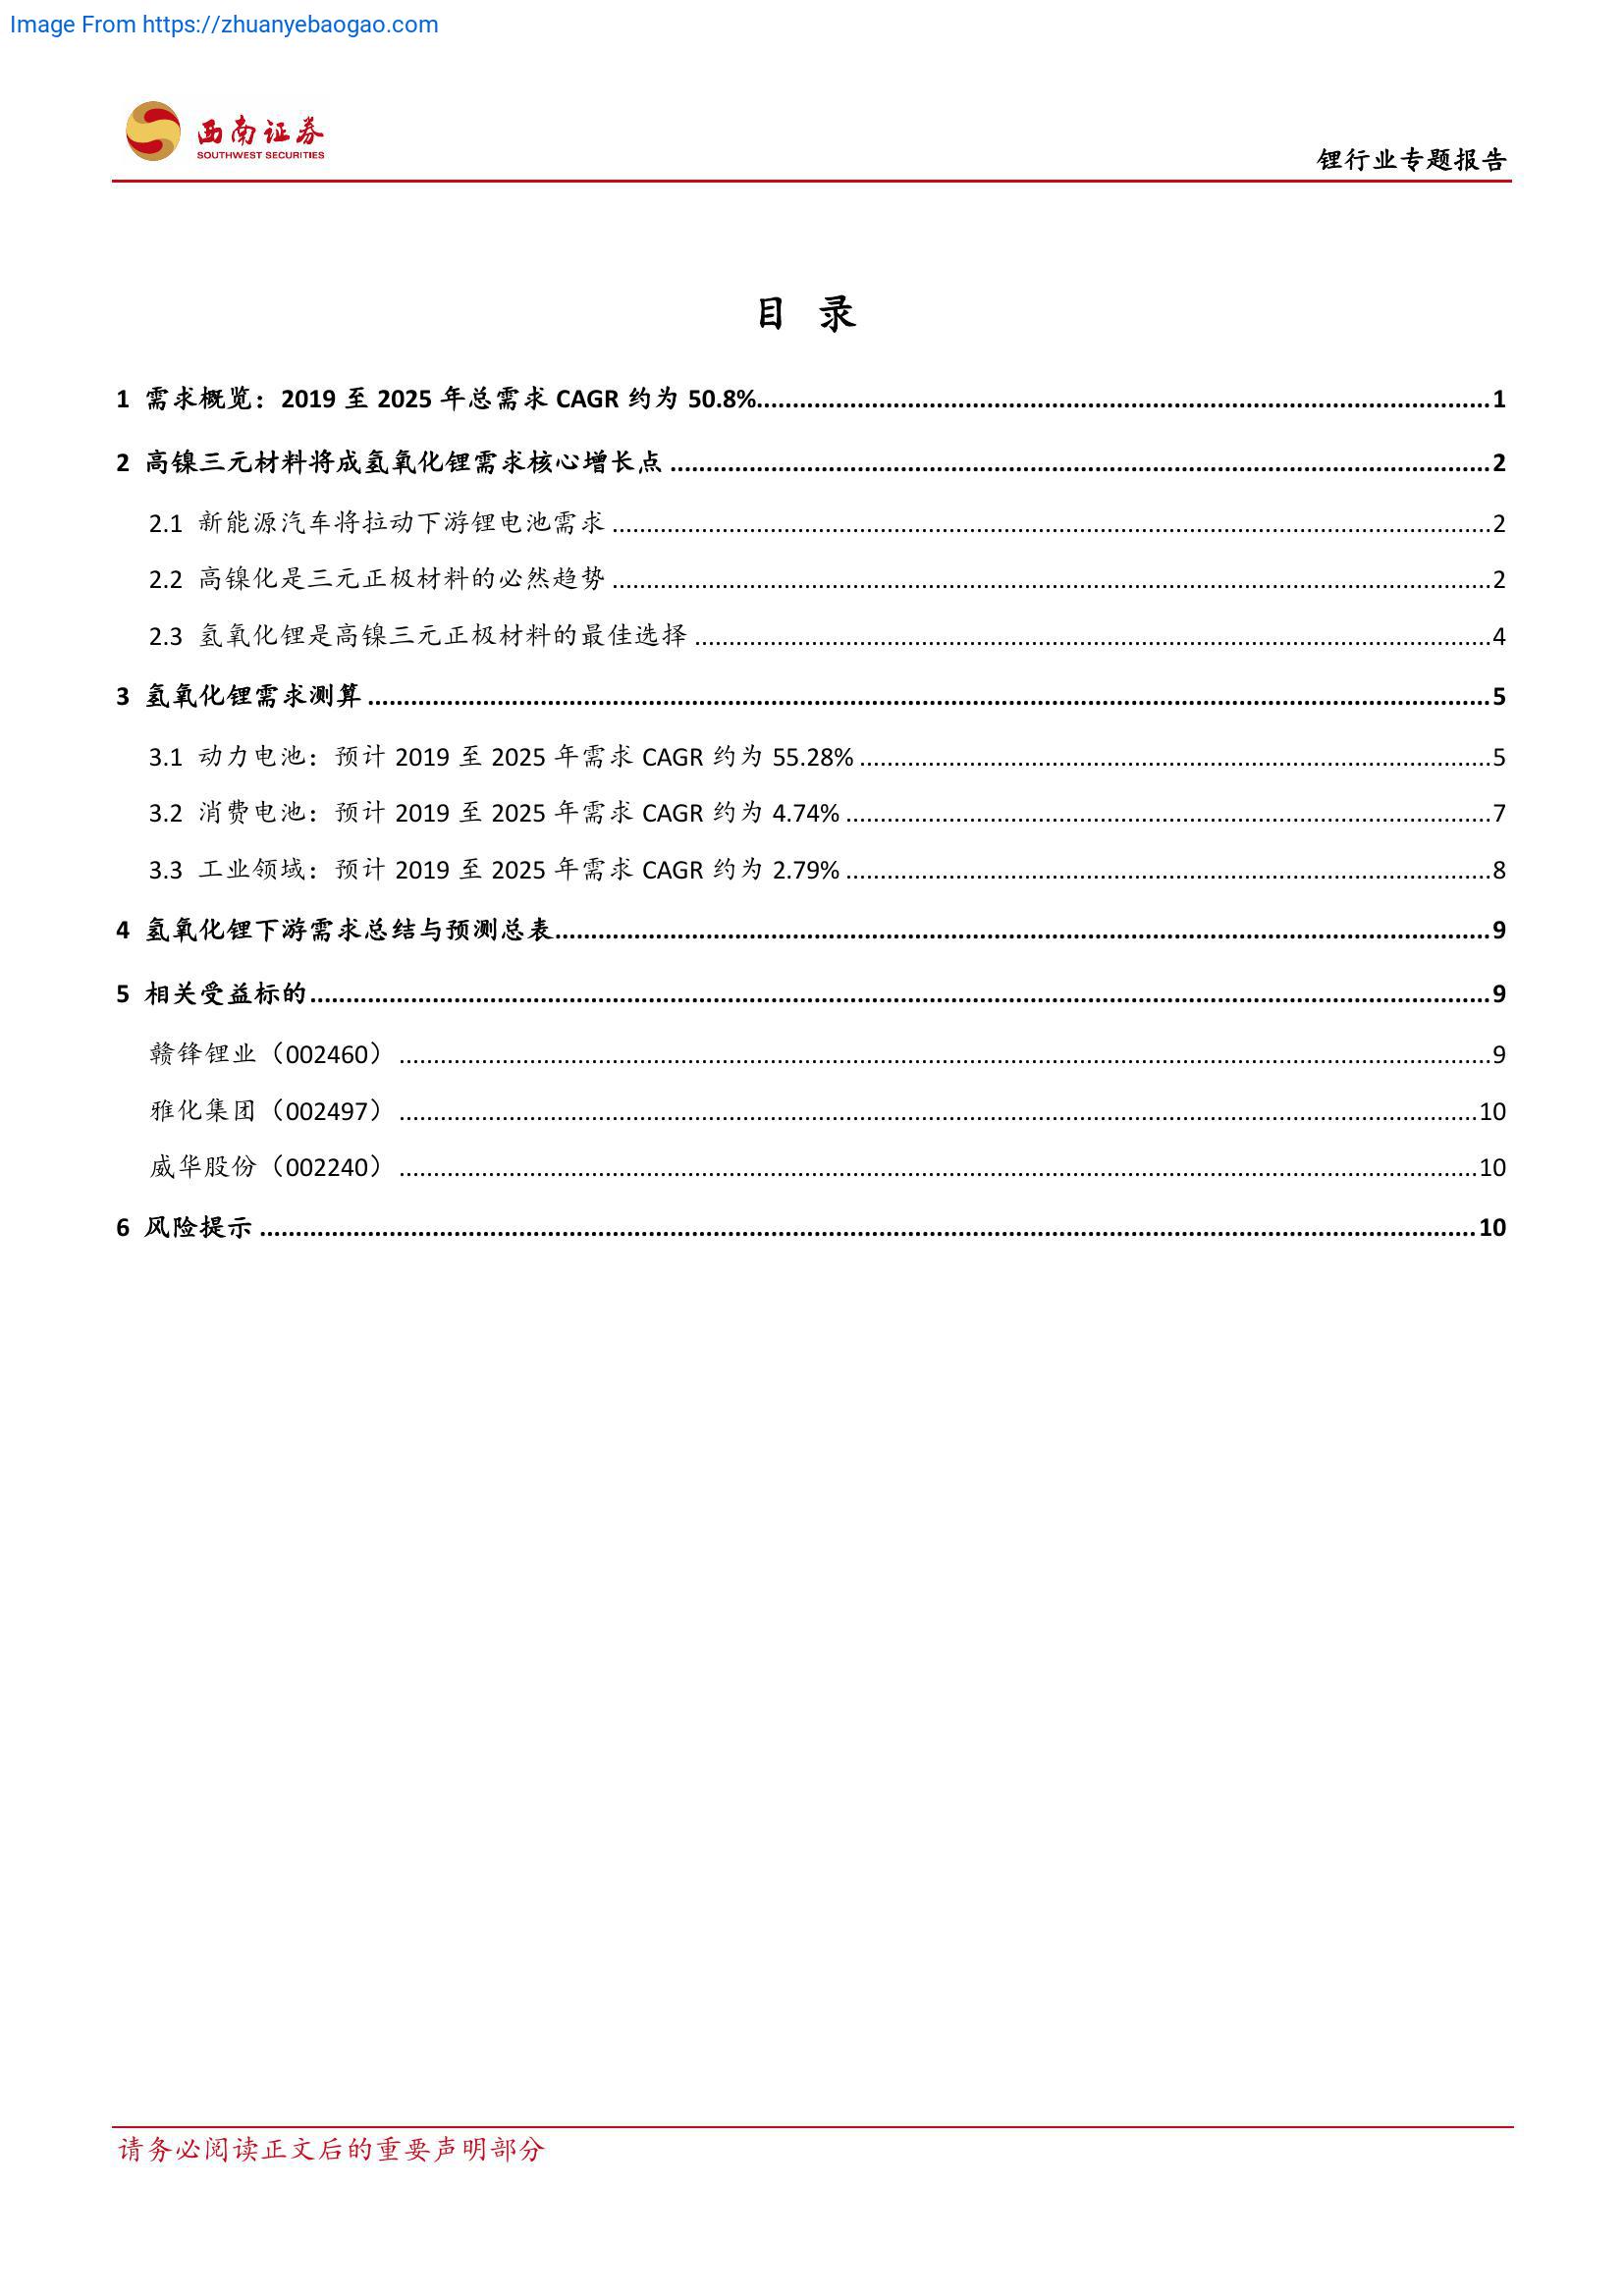 Image From https://zhuanyebaogao.com
西南证券
SOUTHWEST SECURITIES
锂行业专题报告
目 录
1 需求概览：2019 至 2025 年总需求 CAGR 约为 50.8%........1
2 高镍三元材料将成氢氧化锂需求核心增长点........2
2.1 新能源汽车将拉动下游锂电池需求........2
2.2 高镍化是三元正极材料的必然趋势........2
2.3 氢氧化锂是高镍三元正极材料的最佳选择........4
3 氢氧化锂需求测算........5
3.1 动力电池：预计 2019 至 2025 年需求 CAGR 约为 55.28%........5
3.2 消费电池：预计 2019 至 2025 年需求 CAGR 约为 4.74%........7
3.3 工业领域：预计 2019 至 2025 年需求 CAGR 约为 2.79%........8
4 氢氧化锂下游需求总结与预测总表........9
5 相关受益标的........9
赣锋锂业（002460）........9
雅化集团（002497）........10
威华股份（002240）........10
6 风险提示........10
请务必阅读正文后的重要声明部分